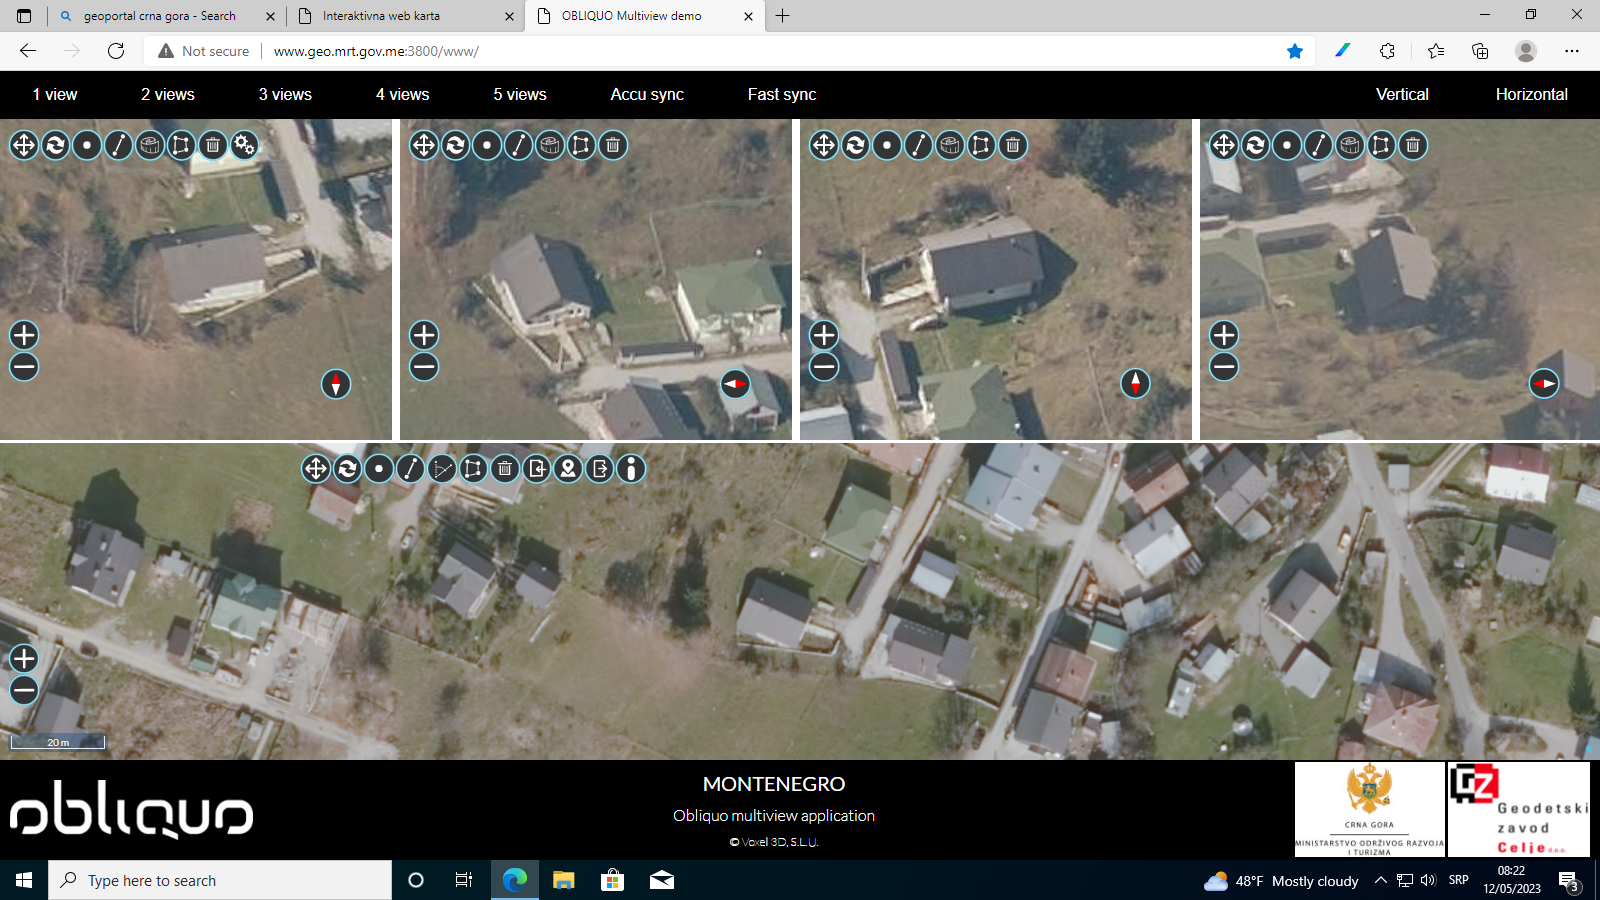 geoportal crna gora - Search
Interaktivna web karta
OBLIQUO Multiview demo
Not secure
www.geo.mrt.gov.me:3800/www/
1 view
2 views
3 views
4 views
5 views
Accu sync
Fast sync
Vertical
Horizontal
20 m
obliquo
MONTENEGRO
Obliquo multiview application
© Voxel 3D, S.L.U.
CRNA GORA
MINISTARSTVO ODRŽIVOG RAZVOJA
I TURIZMA
GZ
Geodetski
zavod
Celje d.o.o.
Type here to search
48°F Mostly cloudy
SRP
08:22
12/05/2023
3